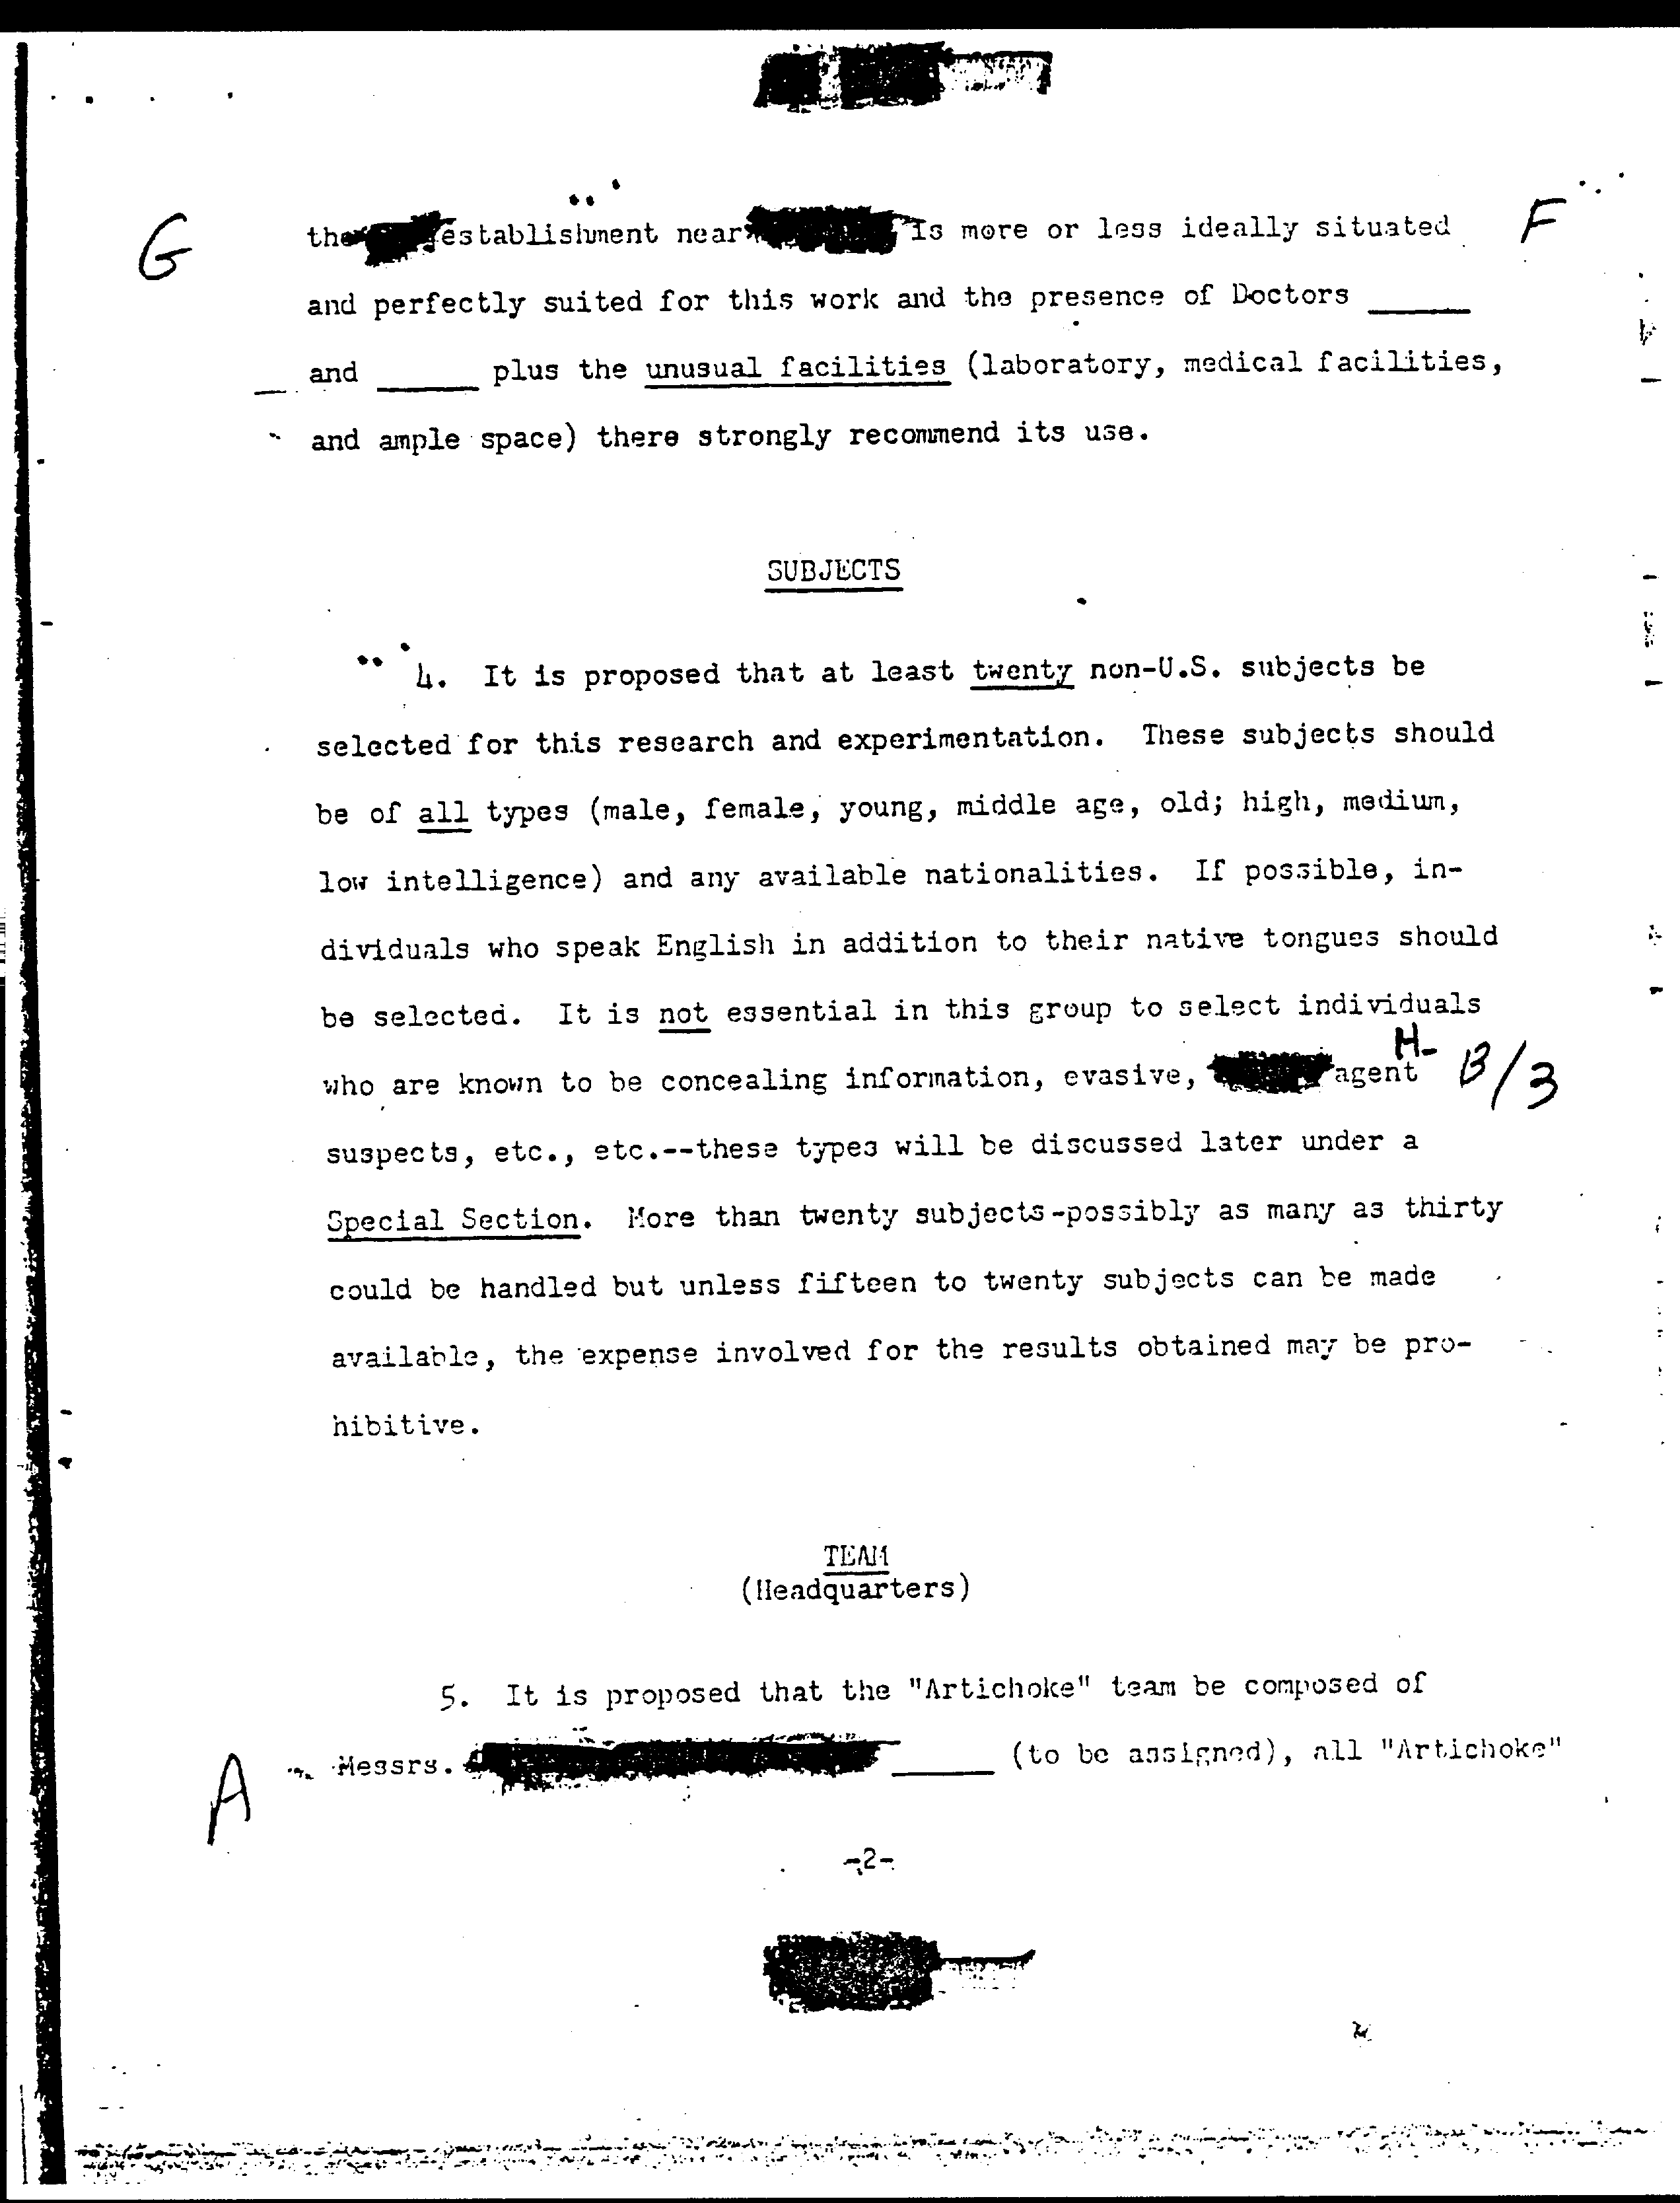 G
the establishment near is more or less ideally situated F
and perfectly suited for this work and the presence of Doctors ______
and ______ plus the unusual facilities (laboratory, medical facilities,
and ample space) there strongly recommend its use.
SUBJECTS
4. It is proposed that at least twenty non-U.S. subjects be
selected for this research and experimentation. These subjects should
be of all types (male, female, young, middle age, old; high, medium,
low intelligence) and any available nationalities. If possible, in-
dividuals who speak English in addition to their native tongues should
be selected. It is not essential in this group to select individuals
who are known to be concealing information, evasive, agent H- B/3
suspects, etc., etc.--these types will be discussed later under a
Special Section. More than twenty subjects-possibly as many as thirty
could be handled but unless fifteen to twenty subjects can be made
available, the expense involved for the results obtained may be pro-
hibitive.
TEAM
(Headquarters)
5. It is proposed that the "Artichoke" team be composed of
A Messrs. ______ (to be assigned), all "Artichoke"
-2-